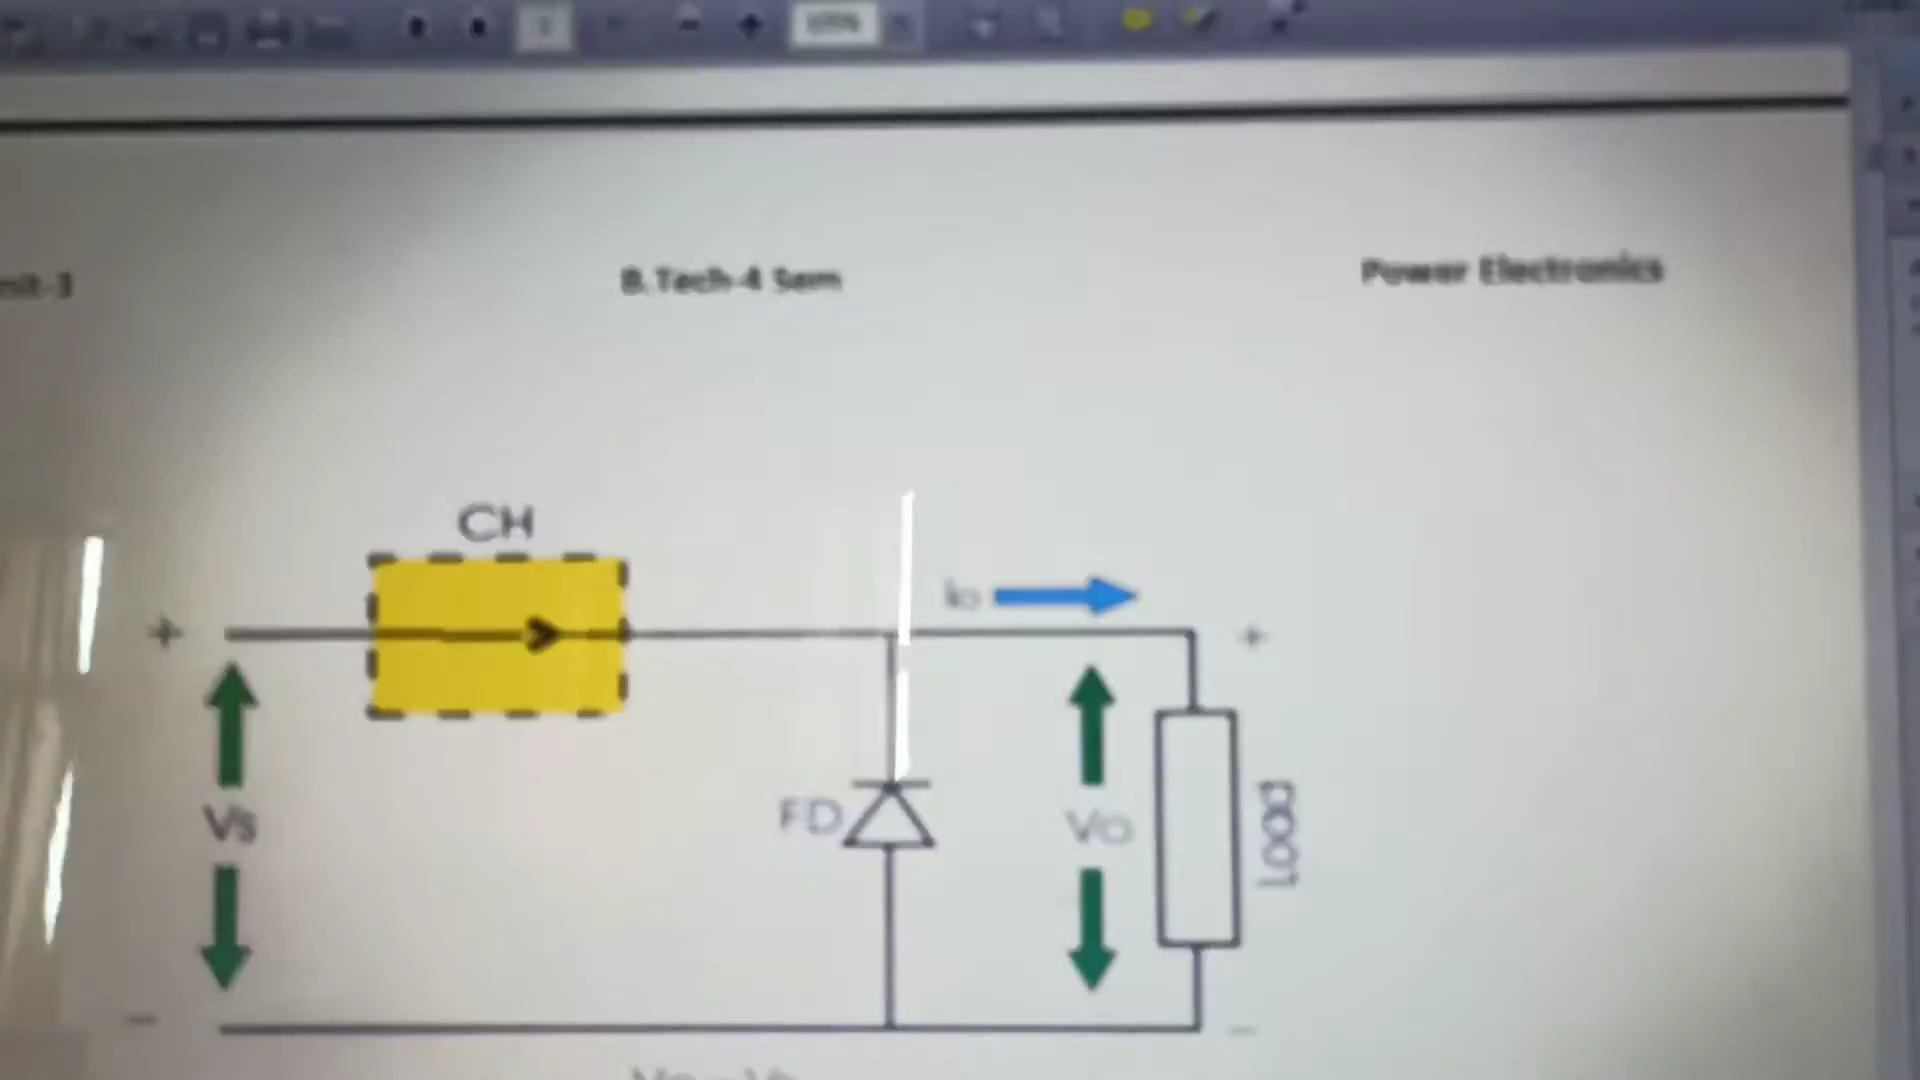 B.Tech-4 Sem
Power Electronics
CH
+
io
+
Vs
FD
Vo
Load
-
-